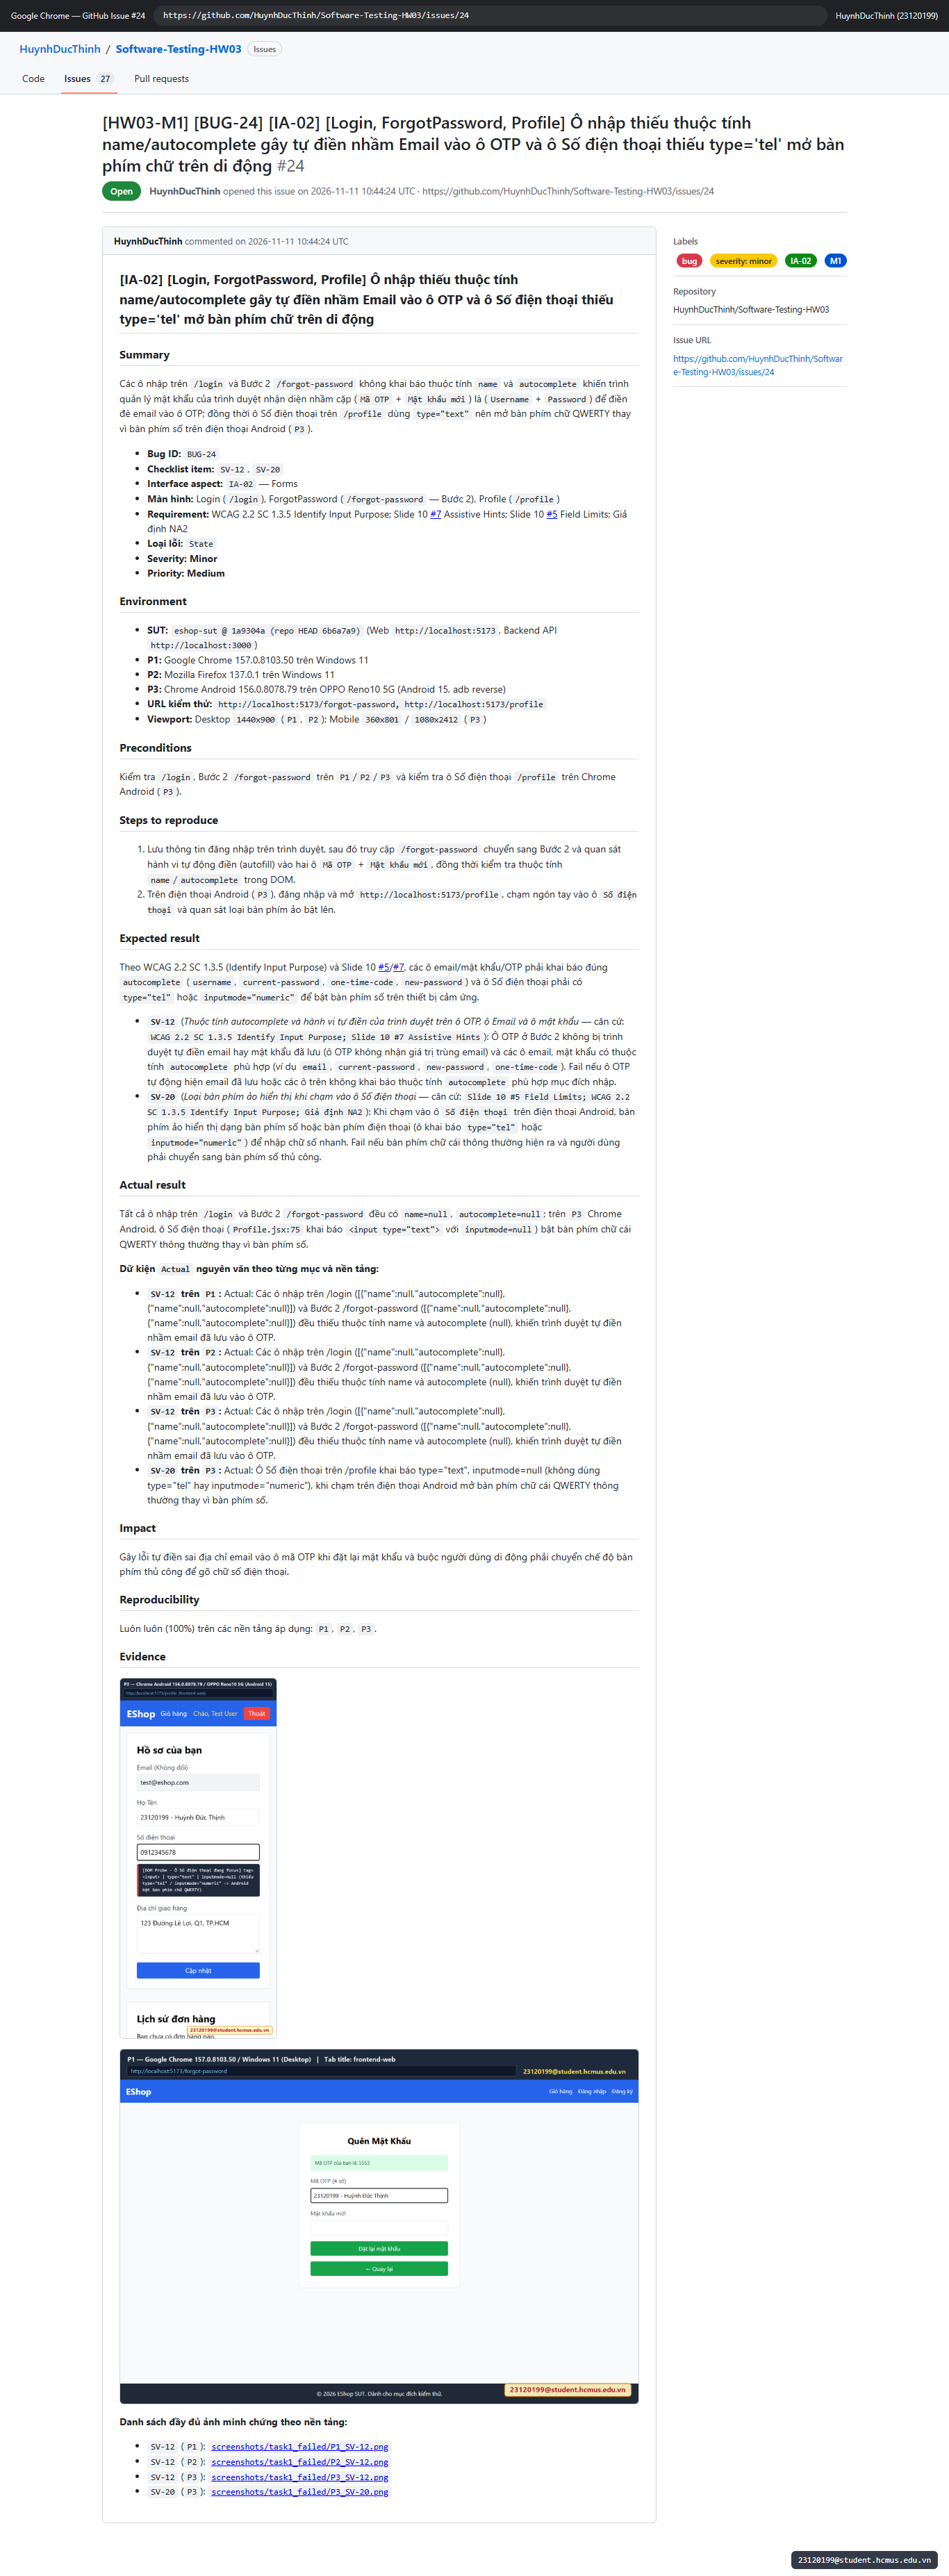 Google Chrome — GitHub Issue #24
https://github.com/HuynhDucThinh/Software-Testing-HW03/issues/24
HuynhDucThinh (23120199)
HuynhDucThinh / Software-Testing-HW03 Issues
Code Issues 27 Pull requests
[HW03-M1] [BUG-24] [IA-02] [Login, ForgotPassword, Profile] Ô nhập thiếu thuộc tính
name/autocomplete gây tự điền nhầm Email vào ô OTP và ô Số điện thoại thiếu type='tel' mở bàn
phím chữ trên di động #24
Open HuynhDucThinh opened this issue on 2026-11-11 10:44:24 UTC · https://github.com/HuynhDucThinh/Software-Testing-HW03/issues/24
HuynhDucThinh commented on 2026-11-11 10:44:24 UTC
Labels
bug severity: minor IA-02 M1
Repository
HuynhDucThinh/Software-Testing-HW03
Issue URL
https://github.com/HuynhDucThinh/Softwar
e-Testing-HW03/issues/24
[IA-02] [Login, ForgotPassword, Profile] Ô nhập thiếu thuộc tính
name/autocomplete gây tự điền nhầm Email vào ô OTP và ô Số điện thoại thiếu
type='tel' mở bàn phím chữ trên di động
Summary
Các ô nhập trên /login và Bước 2 /forgot-password không khai báo thuộc tính name và autocomplete khiến trình
quản lý mật khẩu của trình duyệt nhận diện nhầm cặp ( Mã OTP + Mật khẩu mới ) là ( Username + Password ) để điền
đè email vào ô OTP; đồng thời ô Số điện thoại trên /profile dùng type="text" nên mở bàn phím chữ QWERTY thay
vì bàn phím số trên điện thoại Android ( P3 ).
• Bug ID: BUG-24
• Checklist item: SV-12, SV-20
• Interface aspect: IA-02 — Forms
• Màn hình: Login ( /login ), ForgotPassword ( /forgot-password — Bước 2), Profile ( /profile )
• Requirement: WCAG 2.2 SC 1.3.5 Identify Input Purpose; Slide 10 #7 Assistive Hints; Slide 10 #5 Field Limits; Giả
định NA2
• Loại lỗi: State
• Severity: Minor
• Priority: Medium
Environment
• SUT: eshop-sut @ 1a9304a (repo HEAD 6b6a7a9) (Web http://localhost:5173, Backend API
http://localhost:3000 )
• P1: Google Chrome 157.0.8103.50 trên Windows 11
• P2: Mozilla Firefox 137.0.1 trên Windows 11
• P3: Chrome Android 156.0.8078.79 trên OPPO Reno10 5G (Android 15, adb reverse)
• URL kiểm thử: http://localhost:5173/forgot-password, http://localhost:5173/profile
• Viewport: Desktop 1440x900 ( P1, P2 ); Mobile 360x801 / 1080x2412 ( P3 )
Preconditions
Kiểm tra /login, Bước 2 /forgot-password trên P1 / P2 / P3 và kiểm tra ô Số điện thoại /profile trên Chrome
Android ( P3 ).
Steps to reproduce
1. Lưu thông tin đăng nhập trên trình duyệt, sau đó truy cập /forgot-password chuyển sang Bước 2 và quan sát
hành vi tự động điền (autofill) vào hai ô Mã OTP + Mật khẩu mới, đồng thời kiểm tra thuộc tính
name / autocomplete trong DOM.
2. Trên điện thoại Android ( P3 ), đăng nhập và mở http://localhost:5173/profile, chạm ngón tay vào ô Số điện
thoại và quan sát loại bàn phím ảo bật lên.
Expected result
Theo WCAG 2.2 SC 1.3.5 (Identify Input Purpose) và Slide 10 #5/#7, các ô email/mật khẩu/OTP phải khai báo đúng
autocomplete ( username, current-password, one-time-code, new-password ) và ô Số điện thoại phải có
type="tel" hoặc inputmode="numeric" để bật bàn phím số trên thiết bị cảm ứng.
• SV-12 (Thuộc tính autocomplete và hành vi tự điền của trình duyệt trên ô OTP, ô Email và ô mật khẩu — căn cứ:
WCAG 2.2 SC 1.3.5 Identify Input Purpose; Slide 10 #7 Assistive Hints ): Ô OTP ở Bước 2 không bị trình
duyệt tự điền email hay mật khẩu đã lưu (ô OTP không nhận giá trị trùng email) và các ô email, mật khẩu có thuộc
tính autocomplete phù hợp (ví dụ email, current-password, new-password, one-time-code ). Fail nếu ô OTP
tự động hiện email đã lưu hoặc các ô trên không khai báo thuộc tính autocomplete phù hợp mục đích nhập.
• SV-20 (Loại bàn phím ảo hiển thị khi chạm vào ô Số điện thoại — căn cứ: Slide 10 #5 Field Limits; WCAG 2.2
SC 1.3.5 Identify Input Purpose; Giả định NA2 ): Khi chạm vào ô Số điện thoại trên điện thoại Android, bàn
phím ảo hiển thị dạng bàn phím số hoặc bàn phím điện thoại (ô khai báo type="tel" hoặc
inputmode="numeric" ) để nhập chữ số nhanh. Fail nếu bàn phím chữ cái thông thường hiện ra và người dùng
phải chuyển sang bàn phím số thủ công.
Actual result
Tất cả ô nhập trên /login và Bước 2 /forgot-password đều có name=null, autocomplete=null; trên P3 Chrome
Android, ô Số điện thoại ( Profile.jsx:75 khai báo <input type="text"> với inputmode=null ) bật bàn phím chữ cái
QWERTY thông thường thay vì bàn phím số.
Dữ kiện Actual nguyên văn theo từng mục và nền tảng:
• SV-12 trên P1: Actual: Các ô nhập trên /login ([{"name":null,"autocomplete":null},
{"name":null,"autocomplete":null}]) và Bước 2 /forgot-password ([{"name":null,"autocomplete":null},
{"name":null,"autocomplete":null}]) đều thiếu thuộc tính name và autocomplete (null), khiến trình duyệt tự điền
nhầm email đã lưu vào ô OTP.
• SV-12 trên P2: Actual: Các ô nhập trên /login ([{"name":null,"autocomplete":null},
{"name":null,"autocomplete":null}]) và Bước 2 /forgot-password ([{"name":null,"autocomplete":null},
{"name":null,"autocomplete":null}]) đều thiếu thuộc tính name và autocomplete (null), khiến trình duyệt tự điền
nhầm email đã lưu vào ô OTP.
• SV-12 trên P3: Actual: Các ô nhập trên /login ([{"name":null,"autocomplete":null},
{"name":null,"autocomplete":null}]) và Bước 2 /forgot-password ([{"name":null,"autocomplete":null},
{"name":null,"autocomplete":null}]) đều thiếu thuộc tính name và autocomplete (null), khiến trình duyệt tự điền
nhầm email đã lưu vào ô OTP.
• SV-20 trên P3: Actual: Ô Số điện thoại trên /profile khai báo type="text", inputmode=null (không dùng
type="tel" hay inputmode="numeric"), khi chạm trên điện thoại Android mở bàn phím chữ cái QWERTY thông
thường thay vì bàn phím số.
Impact
Gây lỗi tự điền sai địa chỉ email vào ô mã OTP khi đặt lại mật khẩu và buộc người dùng di động phải chuyển chế độ bàn
phím thủ công để gõ chữ số điện thoại.
Reproducibility
Luôn luôn (100%) trên các nền tảng áp dụng: P1, P2, P3.
Evidence
P3 — Chrome Android 156.0.8078.79 / OPPO Reno10 5G (Android 15)
EShop Giỏ hàng Chào, Test User Thoát
Hồ sơ của bạn
Email (Không đổi)
test@eshop.com
Họ Tên
23120199 - Huỳnh Đức Thịnh
Số điện thoại
0912345678
[DOM Probe - Ô Số điện thoại đang focus] tag=
<input> | type="text" | inputmode=null (thiếu
type="tel" / inputmode="numeric" -> Android
bật bàn phím chữ QWERTY)
Địa chỉ giao hàng
123 Đường Lê Lợi, Q1, TP.HCM
Cập nhật
Lịch sử đơn hàng
23120199@student.hcmus.edu.vn
Bạn chưa có đơn hàng nào.
P1 — Google Chrome 157.0.8103.50 / Windows 11 (Desktop) | Tab title: frontend-web
http://localhost:5173/forgot-password
23120199@student.hcmus.edu.vn
EShop Giỏ hàng Đăng nhập Đăng ký
Quên Mật Khẩu
Mã OTP của bạn là: 5553
Mã OTP (4 số)
23120199 - Huỳnh Đức Thịnh
Mật khẩu mới
Đặt lại mật khẩu
← Quay lại
© 2026 EShop SUT. Dành cho mục đích kiểm thử.
23120199@student.hcmus.edu.vn
Danh sách đầy đủ ảnh minh chứng theo nền tảng:
• SV-12 ( P1 ): screenshots/task1_failed/P1_SV-12.png
• SV-12 ( P2 ): screenshots/task1_failed/P2_SV-12.png
• SV-12 ( P3 ): screenshots/task1_failed/P3_SV-12.png
• SV-20 ( P3 ): screenshots/task1_failed/P3_SV-20.png
23120199@student.hcmus.edu.vn